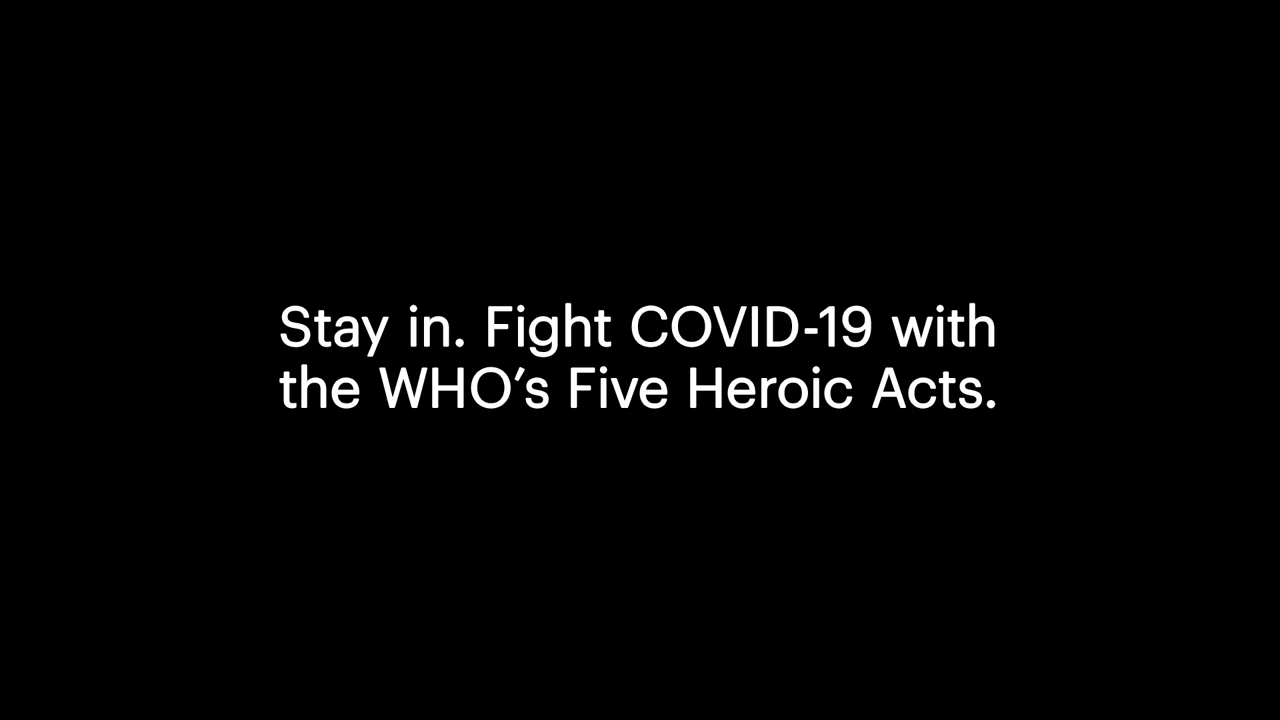 Stay in. Fight COVID-19 with
the WHO’s Five Heroic Acts.